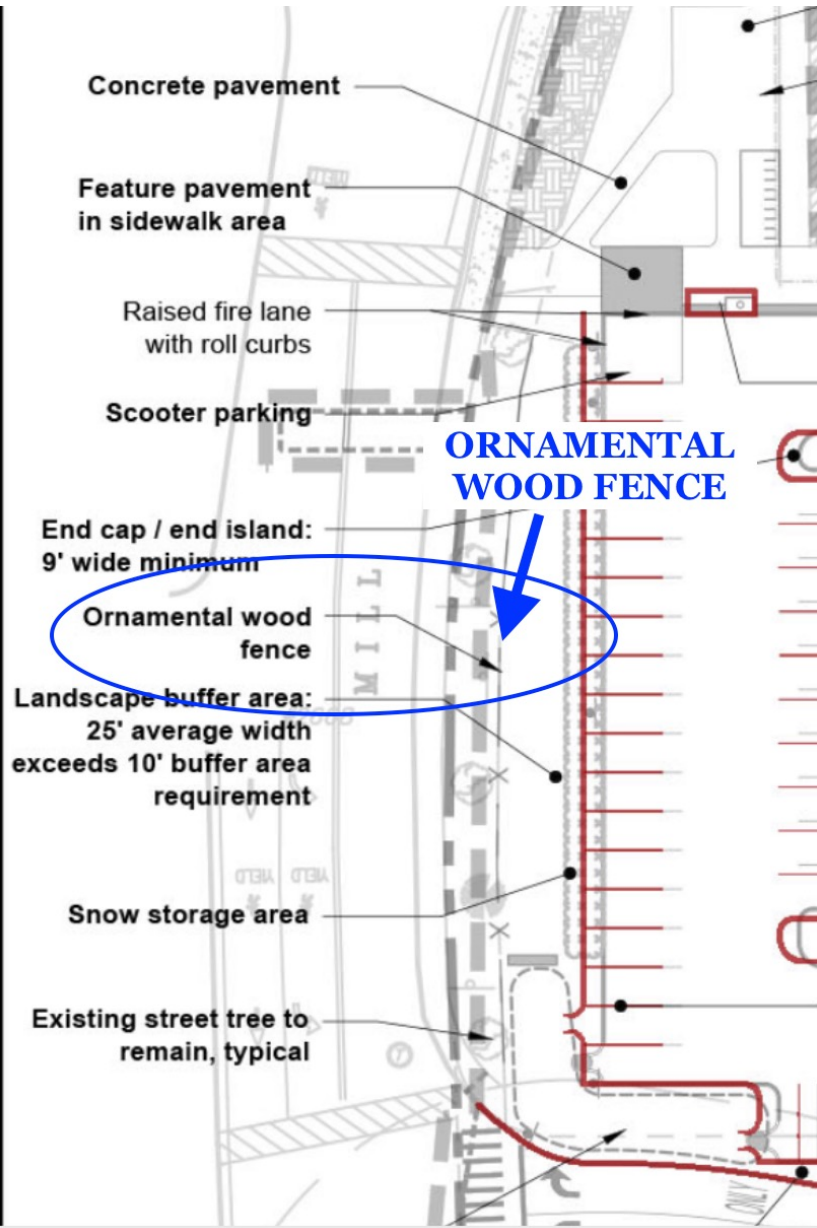 Concrete pavement
Feature pavement
in sidewalk area
Raised fire lane
with roll curbs
Scooter parking
ORNAMENTAL
WOOD FENCE
End cap / end island:
9' wide minimum
Ornamental wood
fence
MILL
Landscape buffer area:
25' average width
exceeds 10' buffer area
requirement
YIELD YIELD
Snow storage area
Existing street tree to
remain, typical
ONLY